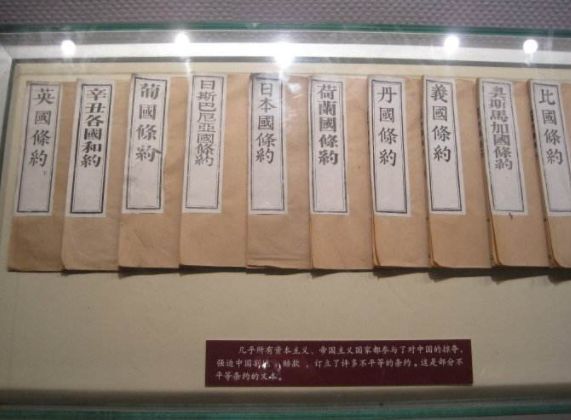 英國條約
辛丑各國和約
葡國條約
日斯巴尼亞國條約
日本國條約
荷蘭國條約
丹國條約
義國條約
奥斯馬加國條約
比國條約
几乎所有资本主义、帝国主义国家都参与了对中国的掠夺，
强迫中国割地、赔款，订立了许多不平等的条约。这是部分不
平等条约的文本。